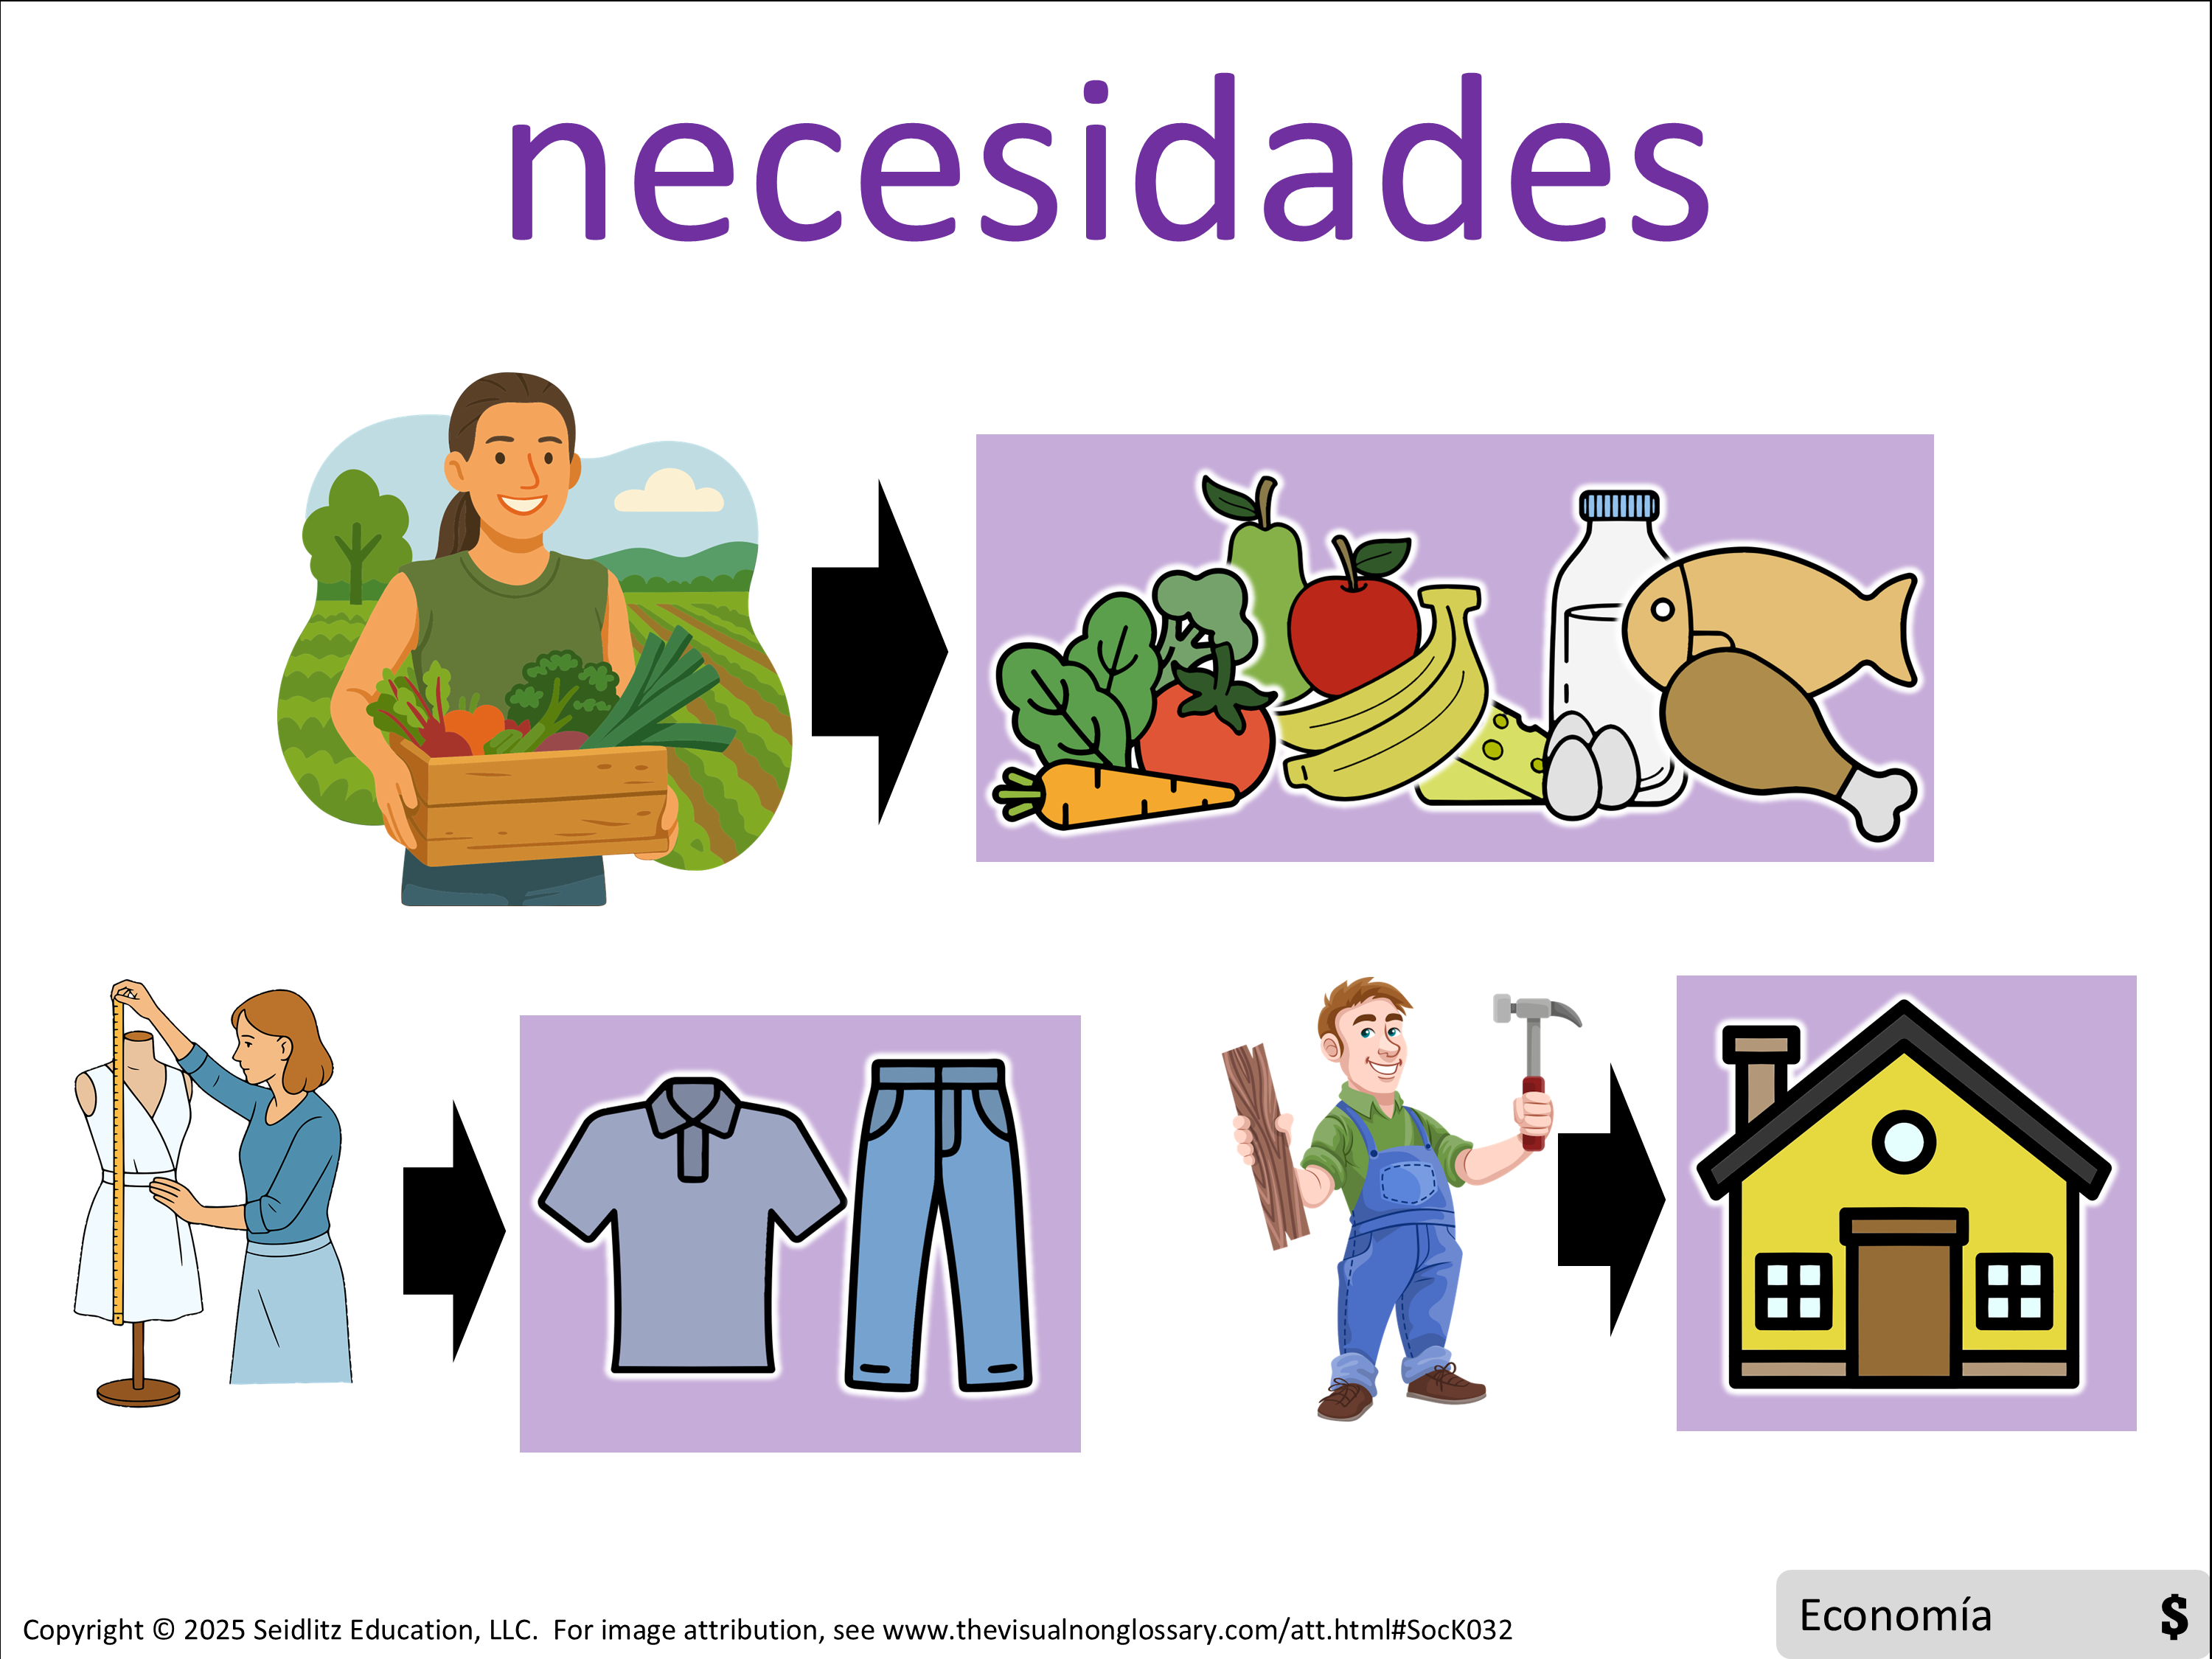 necesidades
Copyright © 2025 Seidlitz Education, LLC.  For image attribution, see www.thevisualnonglossary.com/att.html#SocK032
Economía $